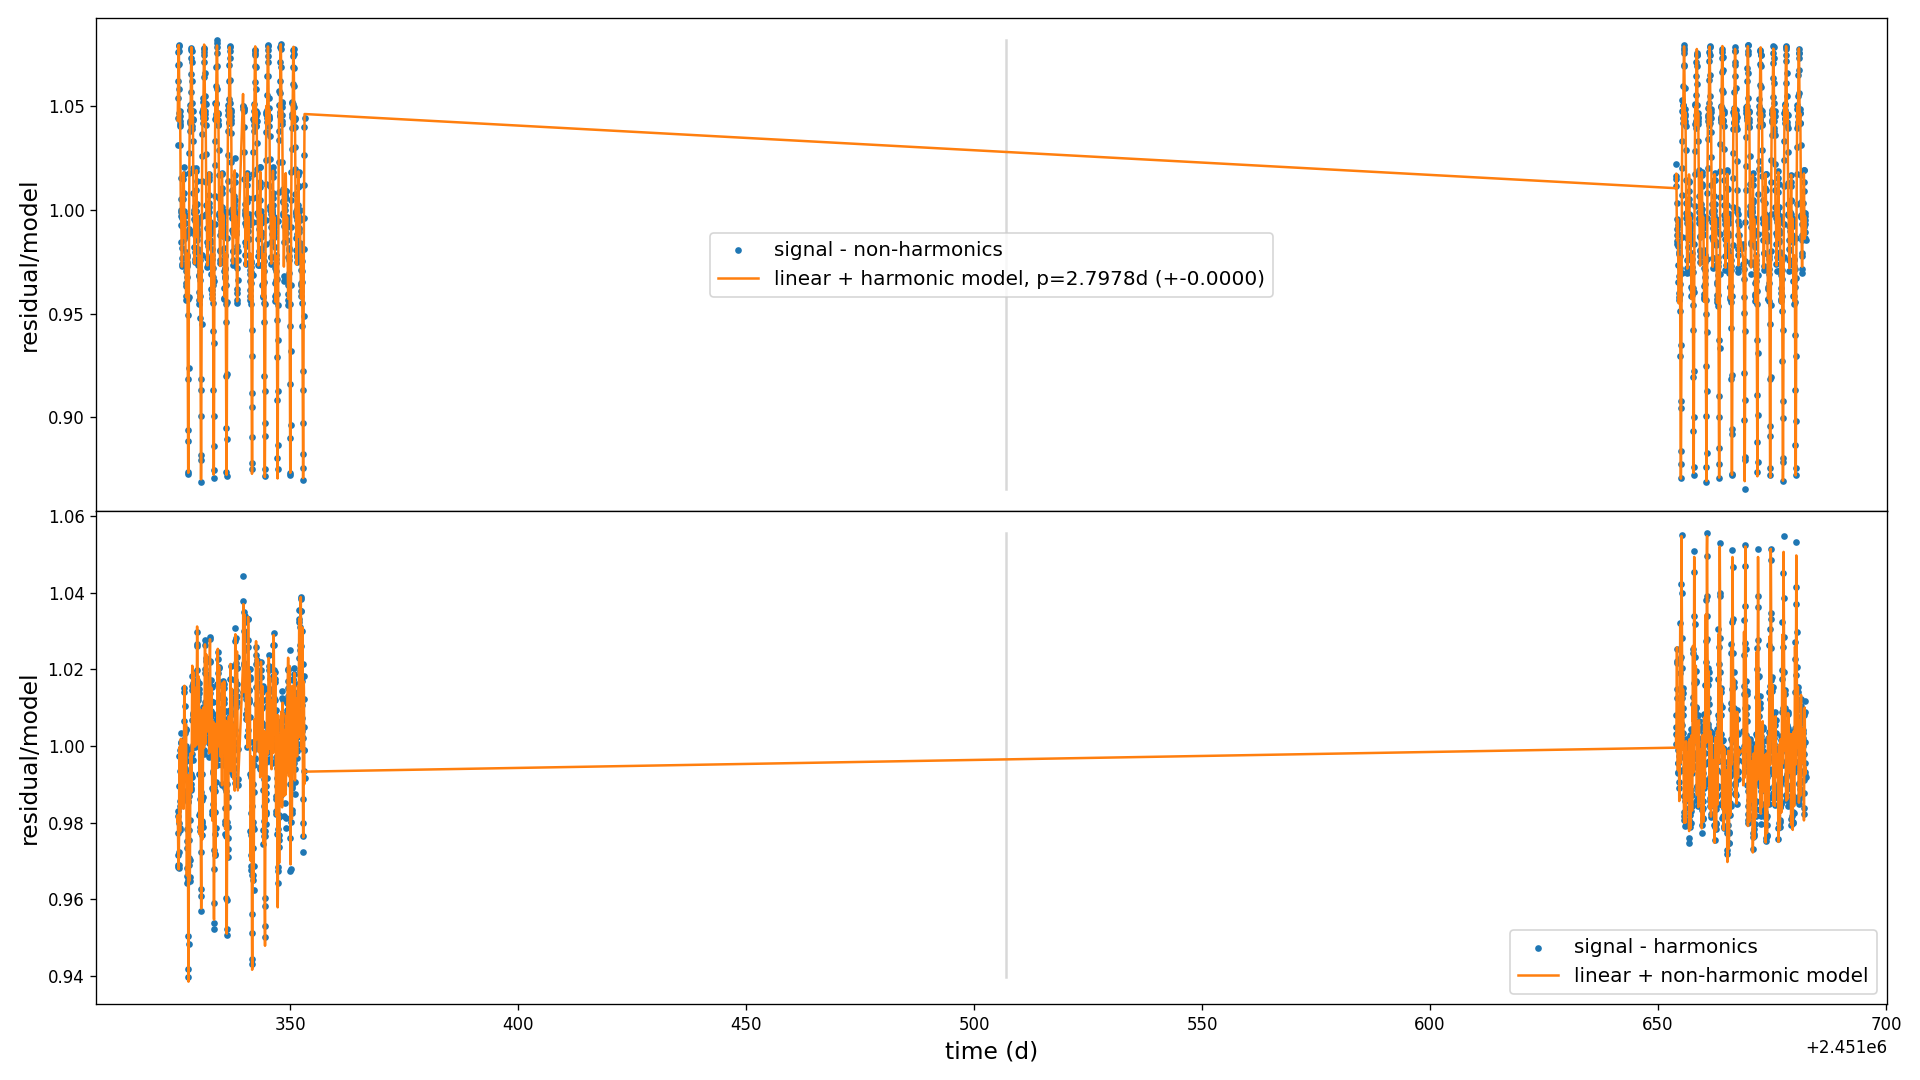 residual/model
1.05
1.00
0.95
0.90
signal - non-harmonics
linear + harmonic model, p=2.7978d (+-0.0000)
residual/model
1.06
1.04
1.02
1.00
0.98
0.96
0.94
signal - harmonics
linear + non-harmonic model
350 400 450 500 550 600 650 700
+2.451e6
time (d)